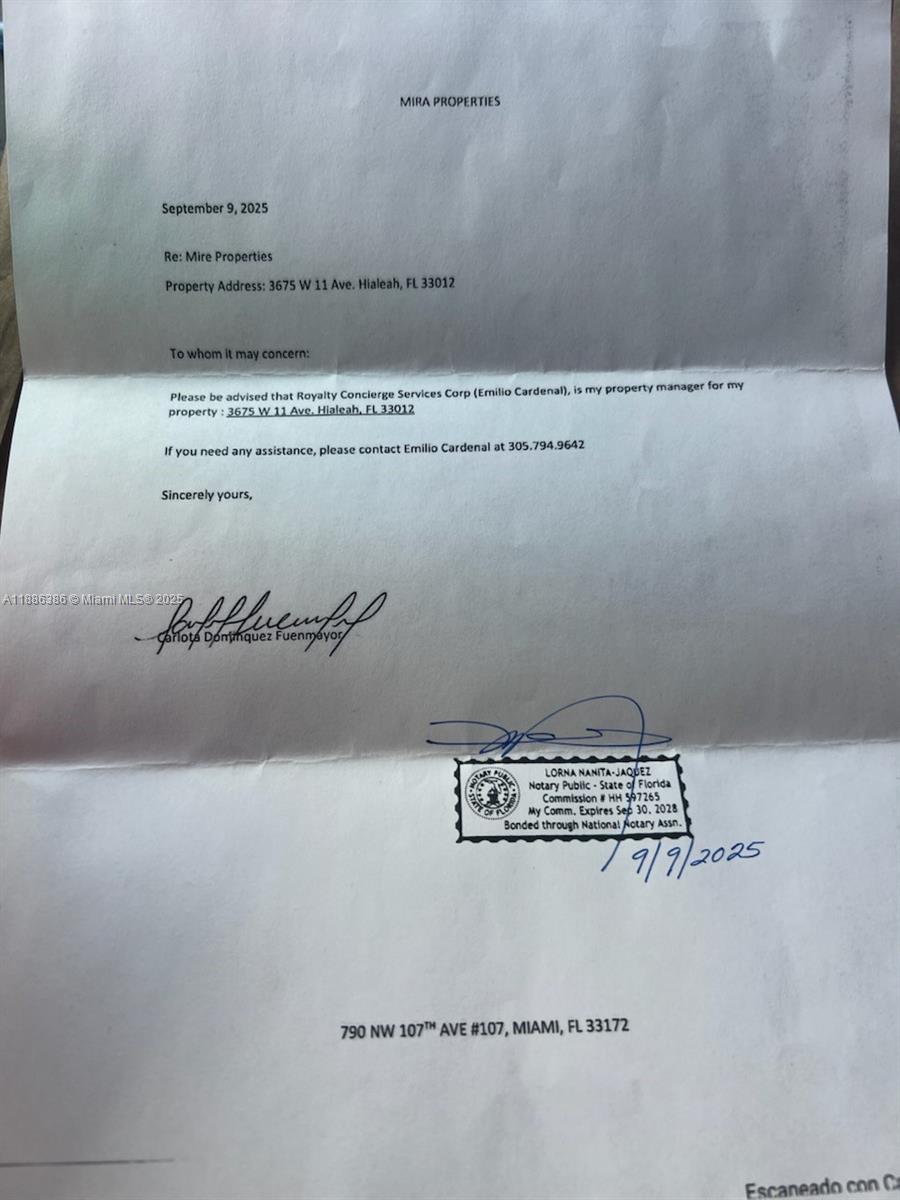 MIRA PROPERTIES
September 9, 2025
Re: Mire Properties
Property Address: 3675 W 11 Ave. Hialeah, FL 33012
To whom it may concern:
Please be advised that Royalty Concierge Services Corp (Emilio Cardenal), is my property manager for my
property : 3675 W 11 Ave. Hialeah, FL 33012
If you need any assistance, please contact Emilio Cardenal at 305.794.9642
Sincerely yours,
A11886386 © Miami MLS® 2025
Carlota Dominquez Fuenmayor
NOTARY PUBLIC
STATE OF FLORIDA
LORNA NANITA-JAQUEZ
Notary Public - State of Florida
Commission # HH 597265
My Comm. Expires Sep 30, 2028
Bonded through National Notary Assn.
9/9/2025
790 NW 107TH AVE #107, MIAMI, FL 33172
Escaneado con